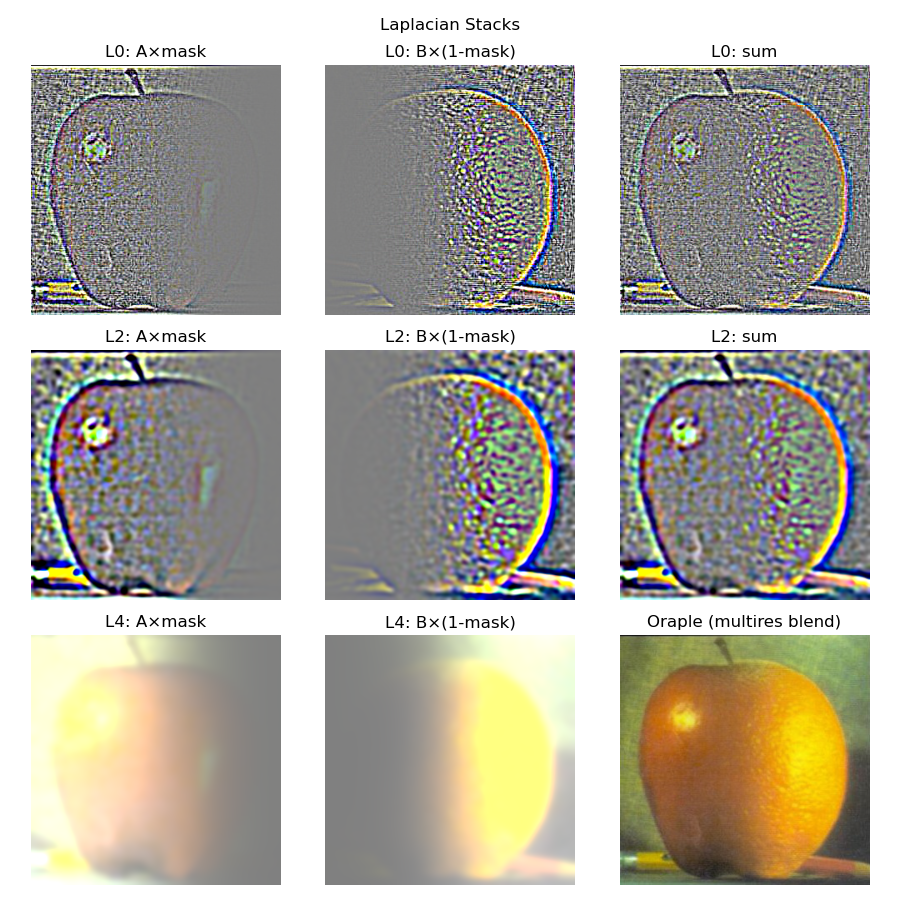 Laplacian Stacks
L0: A×mask
L0: B×(1-mask)
L0: sum
L2: A×mask
L2: B×(1-mask)
L2: sum
L4: A×mask
L4: B×(1-mask)
Oraple (multires blend)